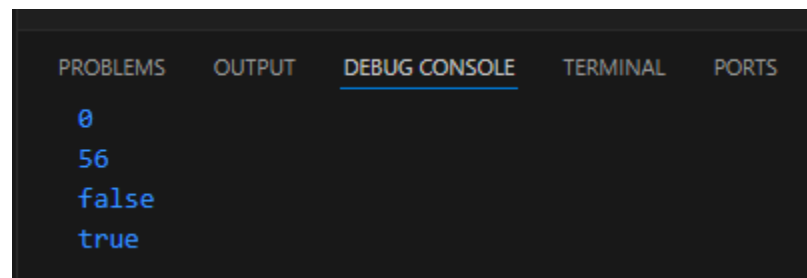 PROBLEMS OUTPUT DEBUG CONSOLE TERMINAL PORTS
0
56
false
true